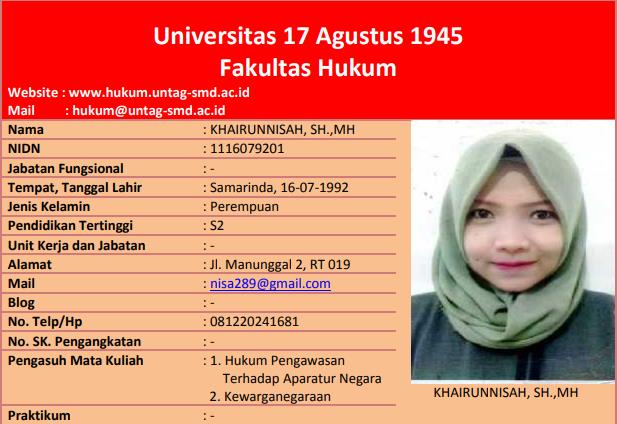 Universitas 17 Agustus 1945
Fakultas Hukum
Website : www.hukum.untag-smd.ac.id
Mail : hukum@untag-smd.ac.id
Nama : KHAIRUNNISAH, SH.,MH
NIDN : 1116079201
Jabatan Fungsional : -
Tempat, Tanggal Lahir : Samarinda, 16-07-1992
Jenis Kelamin : Perempuan
Pendidikan Tertinggi : S2
Unit Kerja dan Jabatan : -
Alamat : Jl. Manunggal 2, RT 019
Mail : nisa289@gmail.com
Blog : -
No. Telp/Hp : 081220241681
No. SK. Pengangkatan : -
Pengasuh Mata Kuliah : 1. Hukum Pengawasan
Terhadap Aparatur Negara
2. Kewarganegaraan
Praktikum : -
KHAIRUNNISAH, SH.,MH